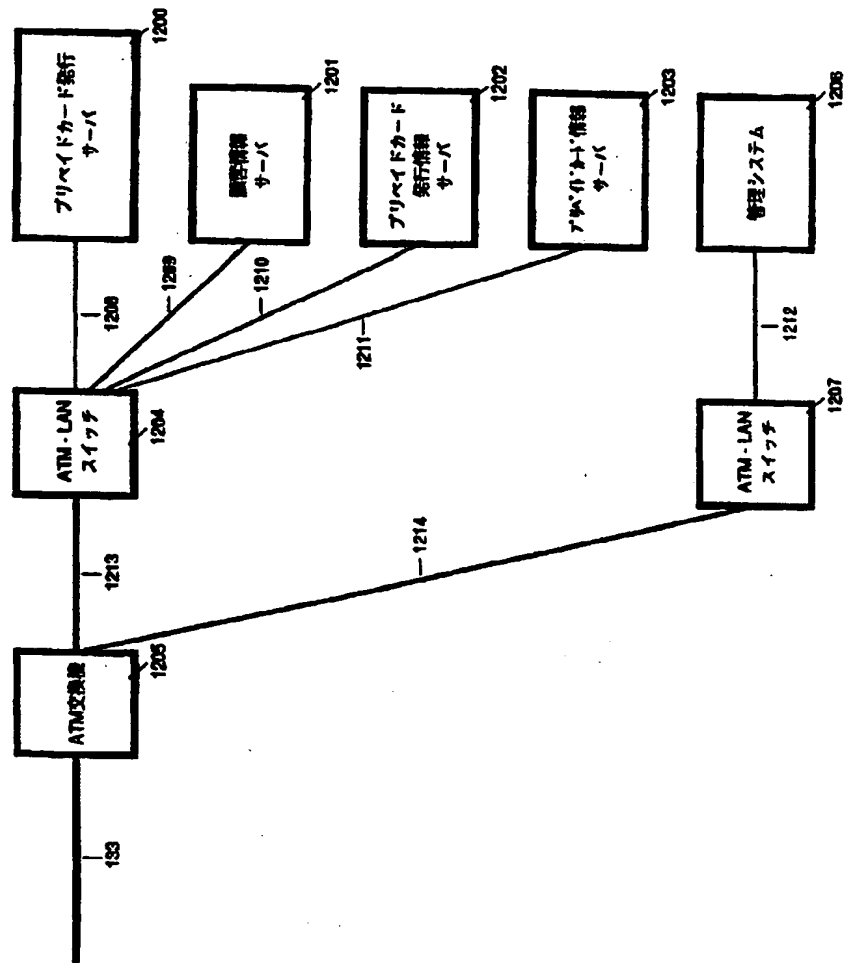 プリペイドカード発行
サーバ
1200
顧客情報
サーバ
1201
プリペイドカード
発行情報
サーバ
1202
プリペイドカード情報
サーバ
1203
管理システム
1206
1208
1209
1210
1211
1212
ATM-LAN
スイッチ
1204
ATM-LAN
スイッチ
1207
1213
1214
ATM交換機
1205
133